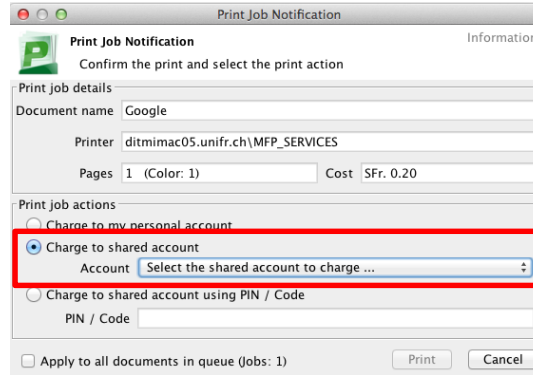 Print Job Notification
Print Job Notification
Information
Confirm the print and select the print action
Print job details
Document name Google
Printer ditmimac05.unifr.ch\MFP_SERVICES
Pages 1 (Color: 1) Cost SFr. 0.20
Print job actions
Charge to my personal account
Charge to shared account
Account Select the shared account to charge ...
Charge to shared account using PIN / Code
PIN / Code
Apply to all documents in queue (Jobs: 1) Print Cancel